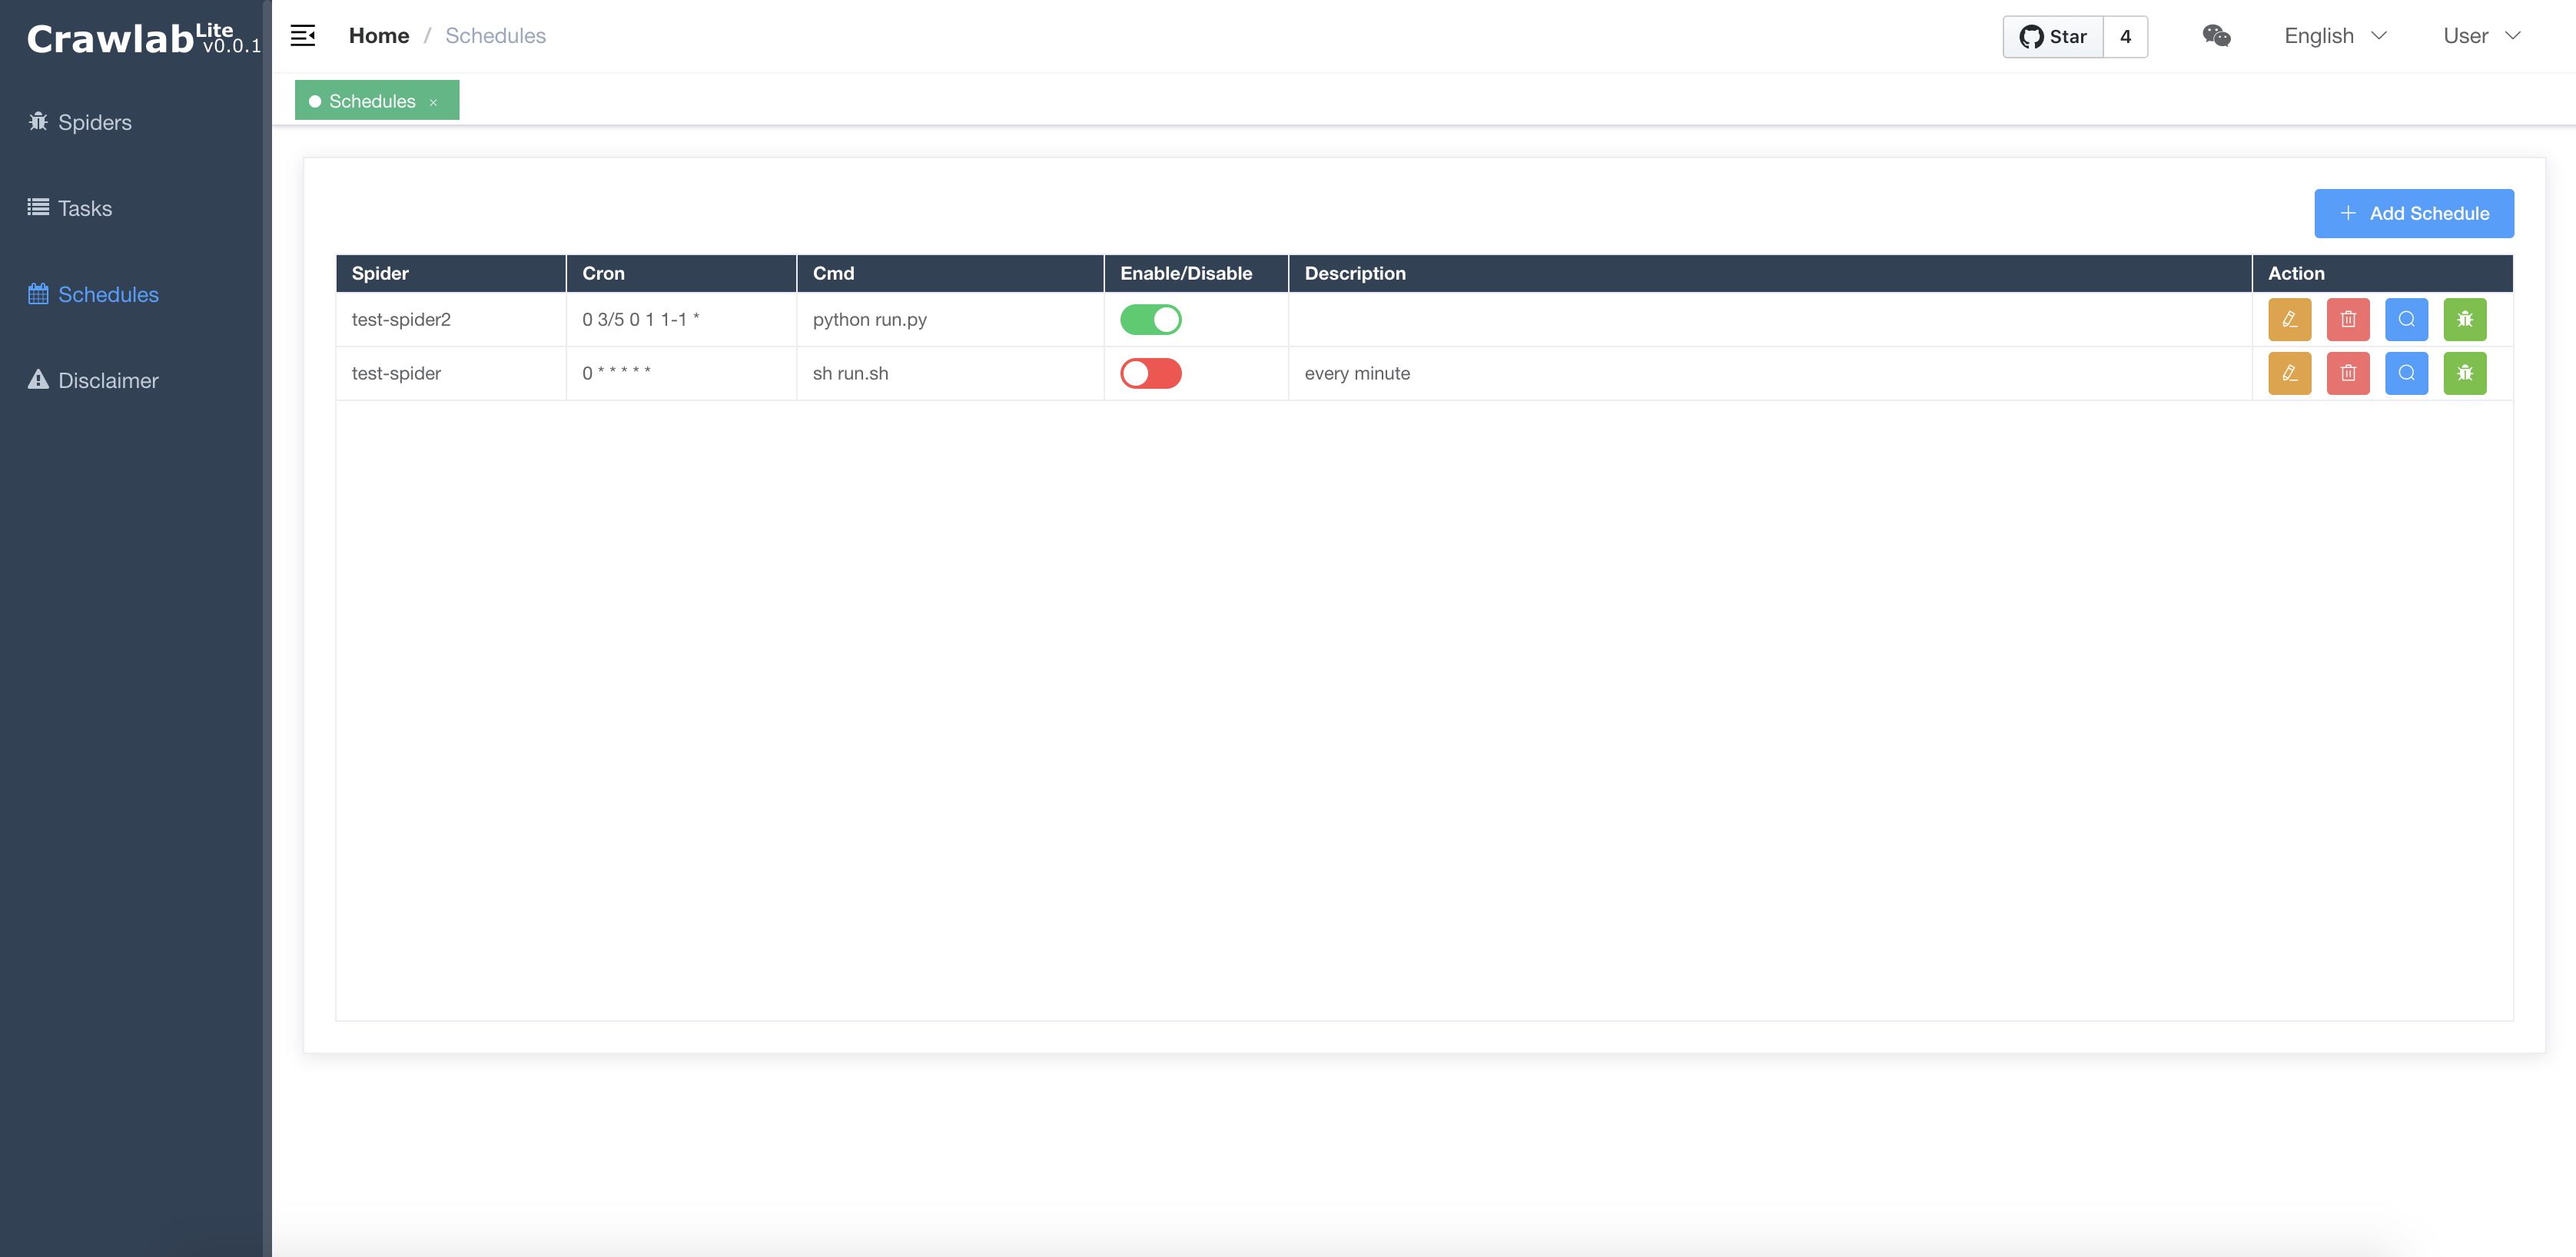 Crawlab Lite v0.0.1
Home / Schedules
Star 4
English
User
Schedules ×
Spiders
Tasks
Schedules
Disclaimer
+ Add Schedule
Spider Cron Cmd Enable/Disable Description Action
test-spider2 0 3/5 0 1 1-1 * python run.py
test-spider 0 * * * * * sh run.sh every minute